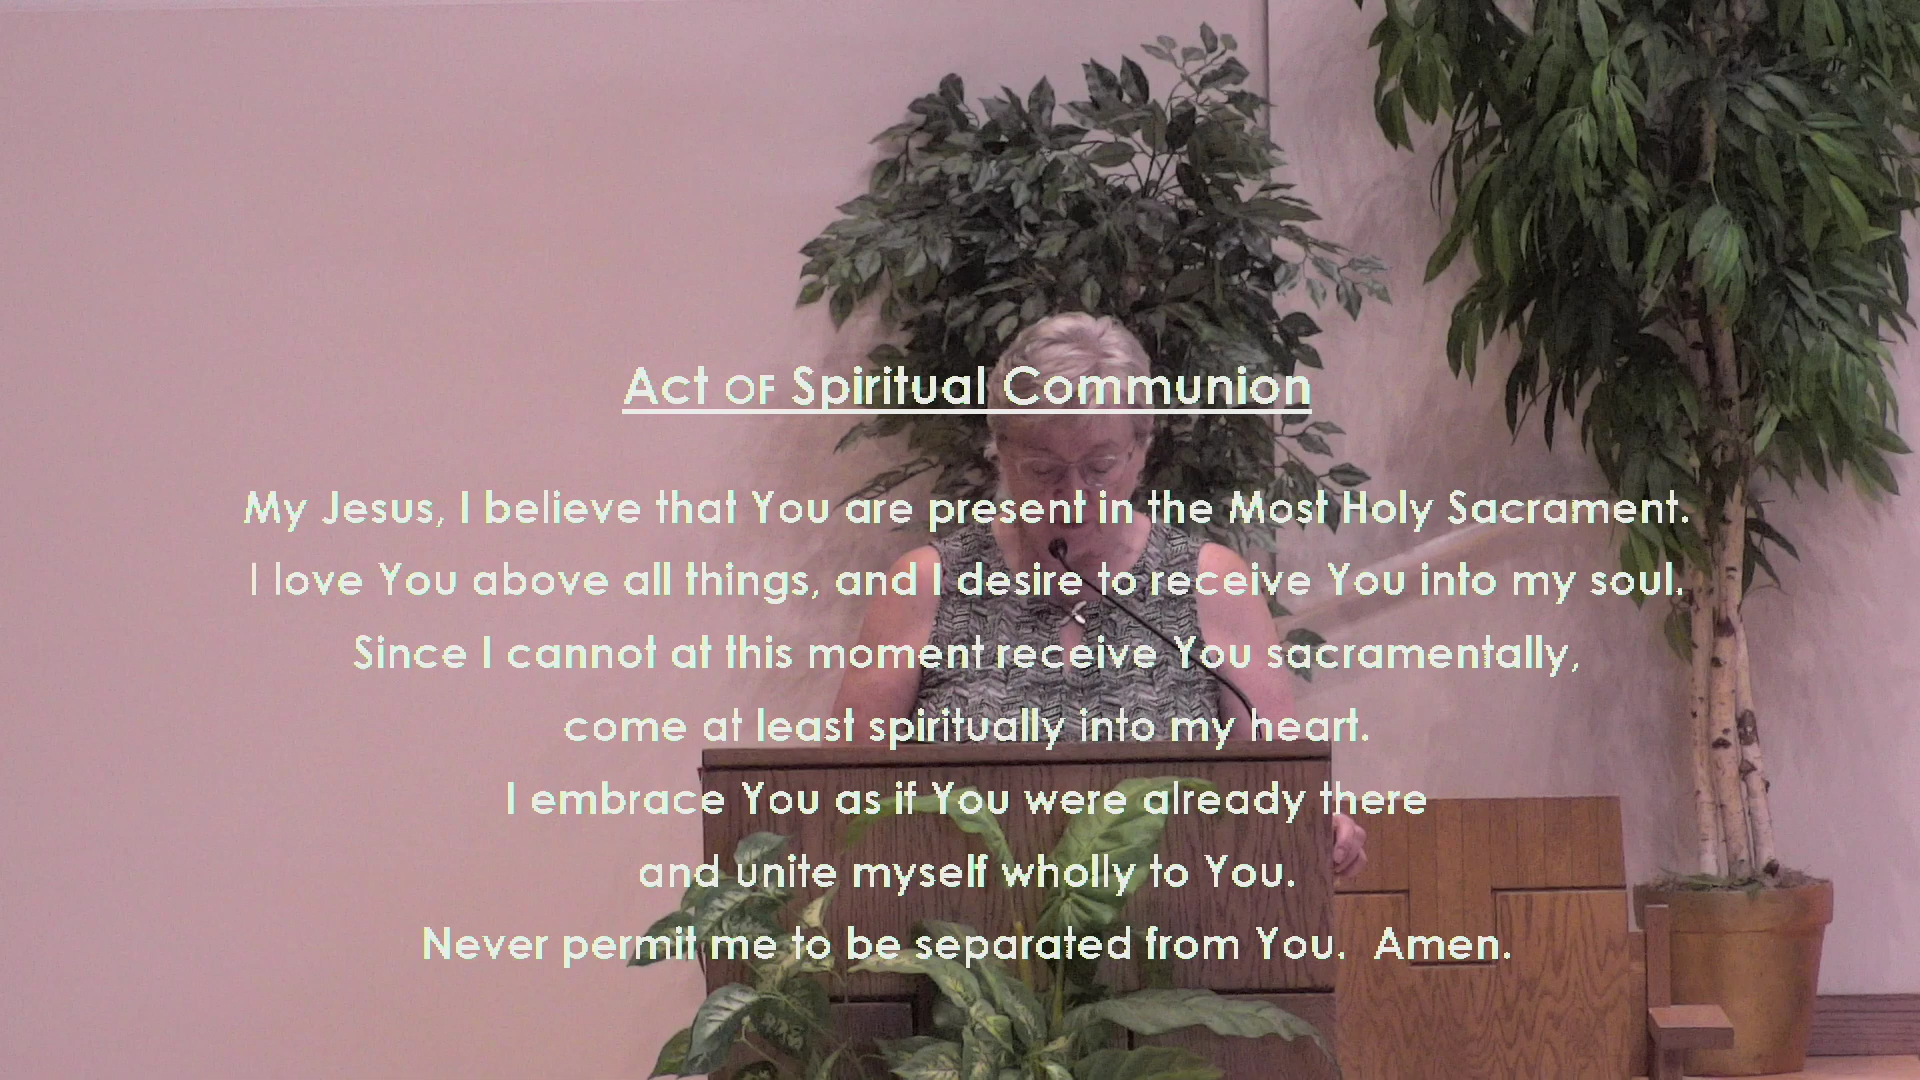 Act OF Spiritual Communion
My Jesus, I believe that You are present in the Most Holy Sacrament.
I love You above all things, and I desire to receive You into my soul.
Since I cannot at this moment receive You sacramentally,
come at least spiritually into my heart.
I embrace You as if You were already there
and unite myself wholly to You.
Never permit me to be separated from You.  Amen.